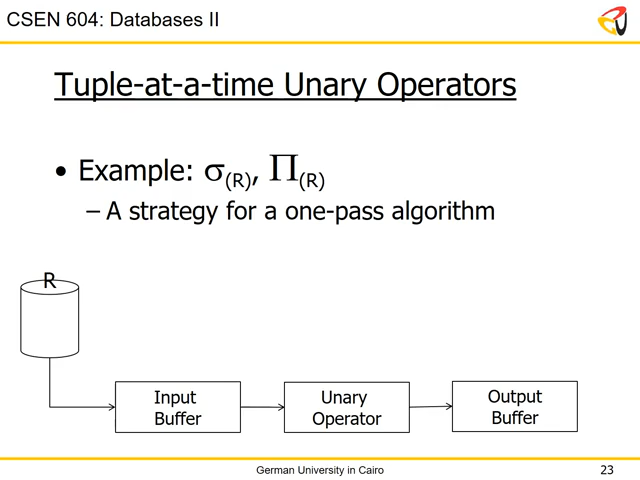 CSEN 604: Databases II
Tuple-at-a-time Unary Operators
• Example: σ(R), Π(R)
– A strategy for a one-pass algorithm
R
Input
Buffer
Unary
Operator
Output
Buffer
German University in Cairo
23